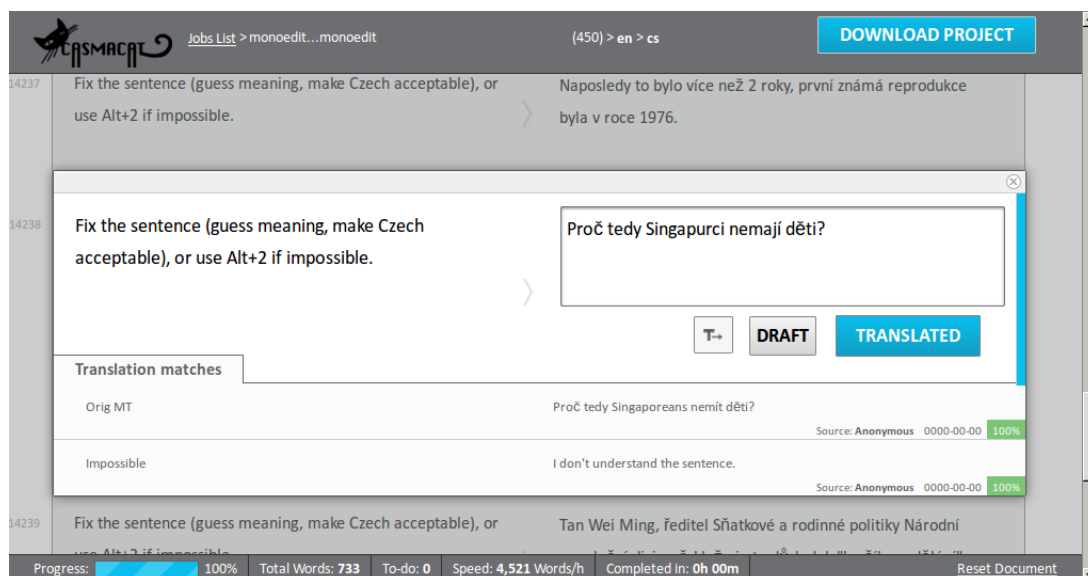 CASMACAT Jobs List > monoedit...monoedit (450) > en > cs DOWNLOAD PROJECT
14237 Fix the sentence (guess meaning, make Czech acceptable), or Naposledy to bylo více než 2 roky, první známá reprodukce
use Alt+2 if impossible. byla v roce 1976.
14238 Fix the sentence (guess meaning, make Czech Proč tedy Singapurci nemají děti?
acceptable), or use Alt+2 if impossible.
T→ DRAFT TRANSLATED
Translation matches
Orig MT Proč tedy Singaporeans nemít děti?
Source: Anonymous 0000-00-00 100%
Impossible I don't understand the sentence.
Source: Anonymous 0000-00-00 100%
14239 Fix the sentence (guess meaning, make Czech acceptable), or Tan Wei Ming, ředitel Sňatkové a rodinné politiky Národní
use Alt+2 if impossible.
Progress: 100% Total Words: 733 To-do: 0 Speed: 4,521 Words/h Completed in: 0h 00m Reset Document